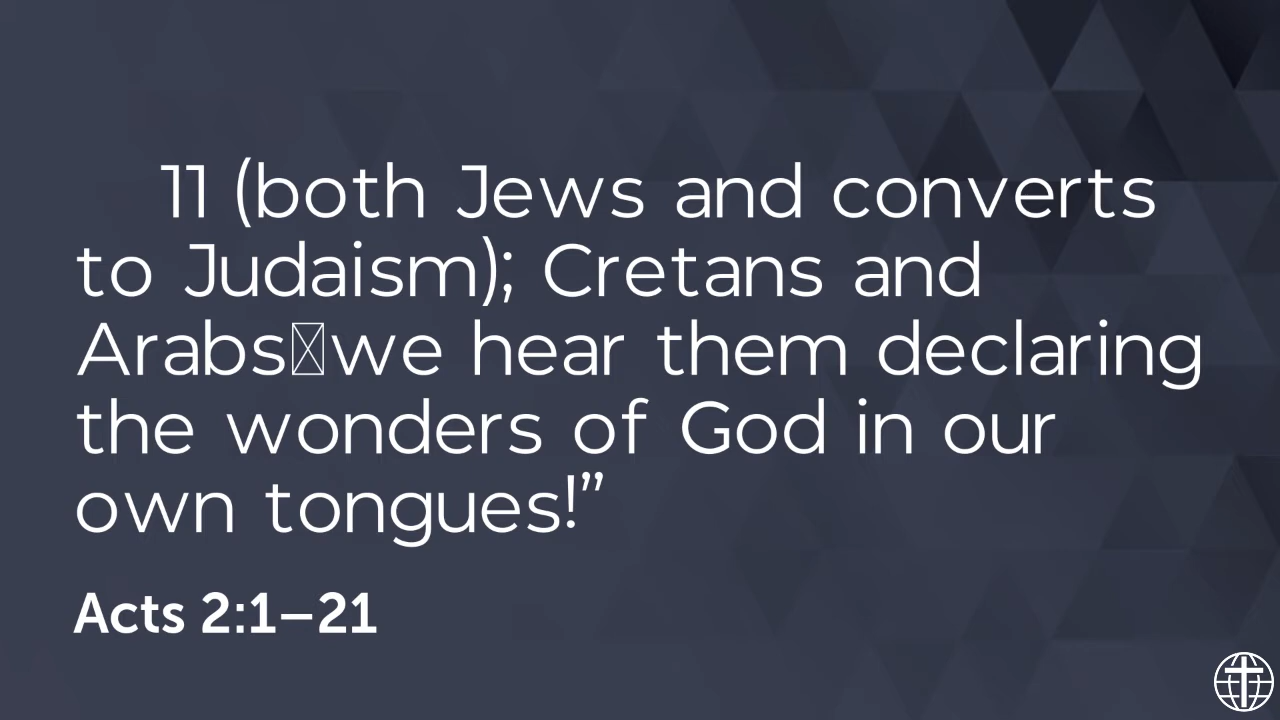 11 (both Jews and converts
to Judaism); Cretans and
Arabs☒we hear them declaring
the wonders of God in our
own tongues!”
Acts 2:1–21